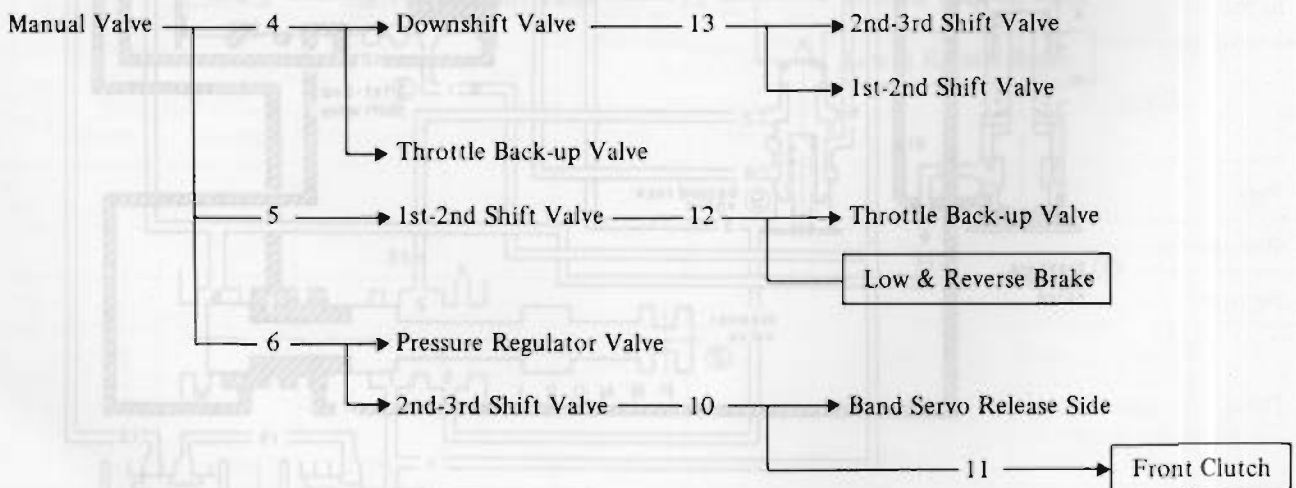 Manual Valve 4 Downshift Valve 13 2nd-3rd Shift Valve
1st-2nd Shift Valve
Throttle Back-up Valve
5 1st-2nd Shift Valve 12 Throttle Back-up Valve
Low & Reverse Brake
6 Pressure Regulator Valve
2nd-3rd Shift Valve 10 Band Servo Release Side
11 Front Clutch